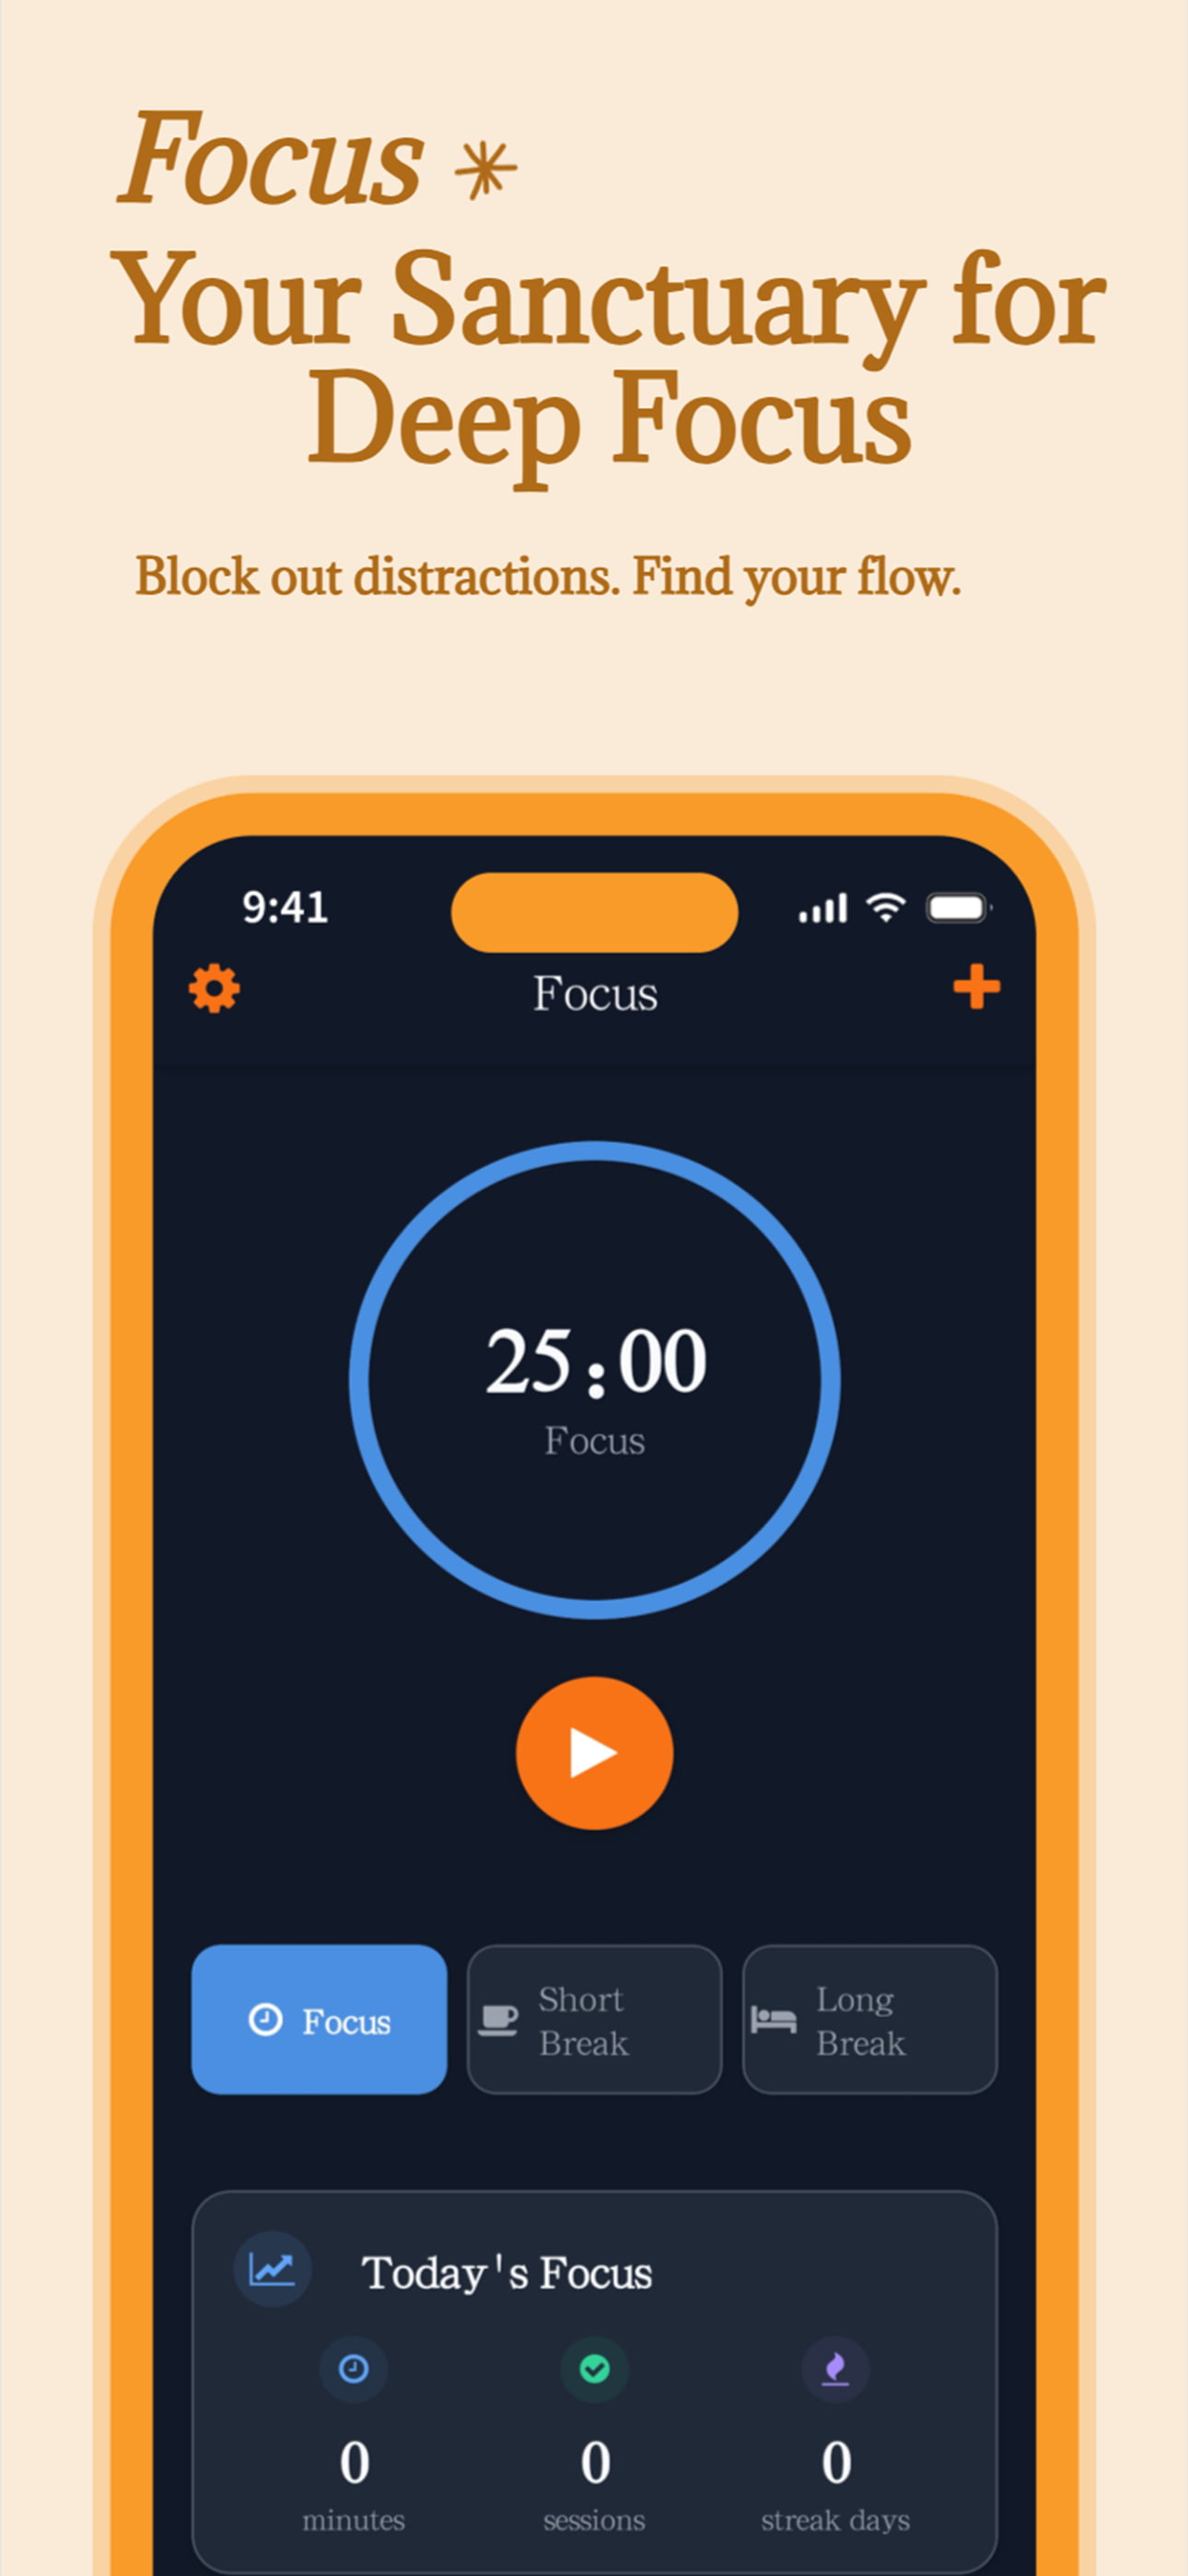 Focus
Your Sanctuary for
Deep Focus
Block out distractions. Find your flow.
9:41
Focus
25:00
Focus
Focus
Short
Break
Long
Break
Today's Focus
0
0
0
minutes
sessions
streak days